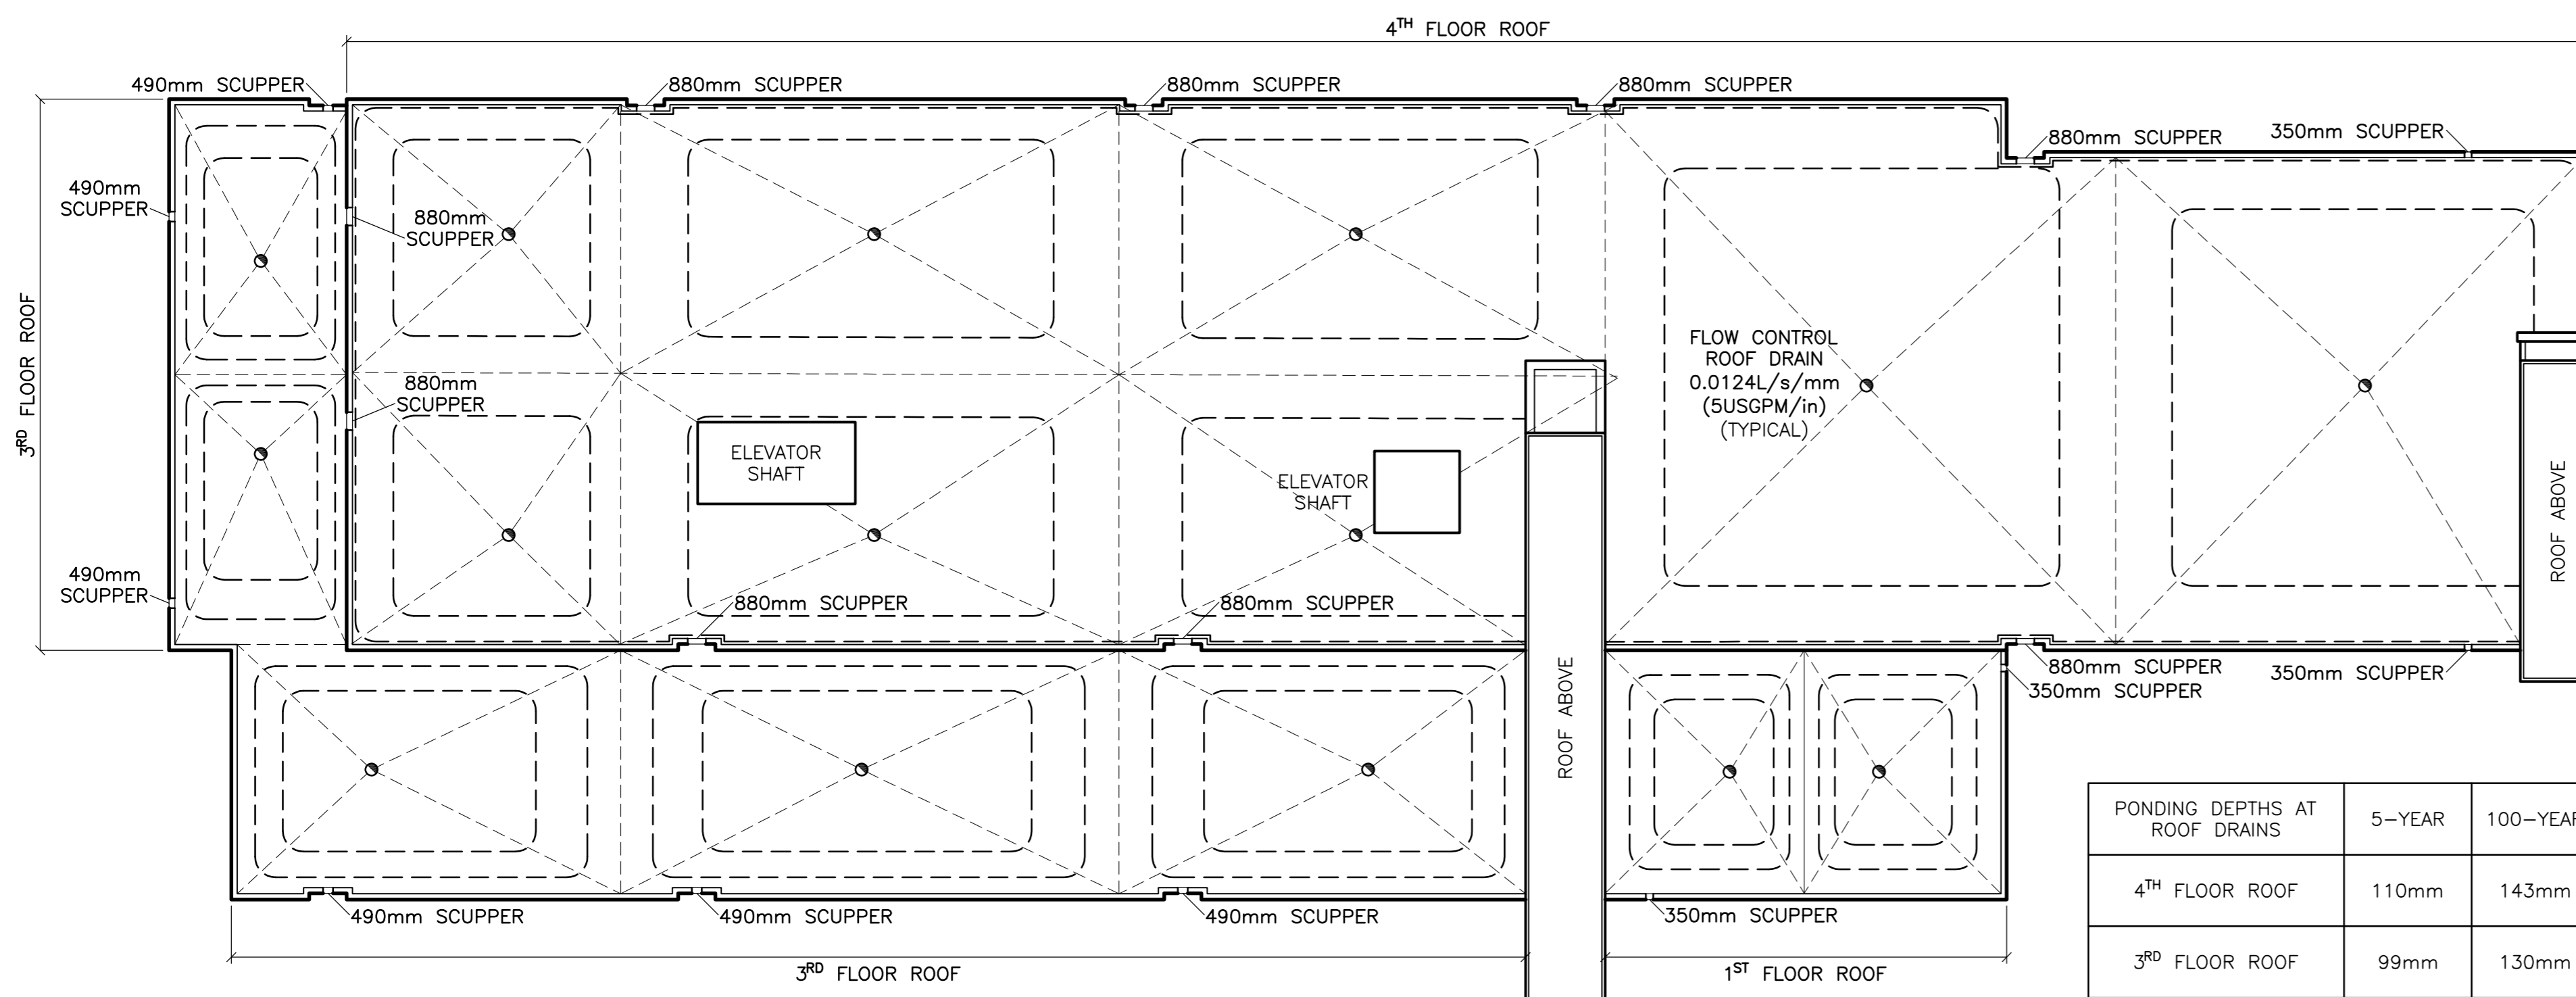 4TH FLOOR ROOF
490mm SCUPPER
880mm SCUPPER
880mm SCUPPER
880mm SCUPPER
350mm SCUPPER
880mm SCUPPER
490mm
SCUPPER
880mm
SCUPPER
3RD FLOOR ROOF
FLOW CONTROL
ROOF DRAIN
0.0124L/s/mm
(5USGPM/in)
(TYPICAL)
880mm
SCUPPER
ELEVATOR
SHAFT
ELEVATOR
SHAFT
ROOF ABOVE
490mm
SCUPPER
880mm SCUPPER
880mm SCUPPER
ROOF ABOVE
880mm SCUPPER
350mm SCUPPER
350mm SCUPPER
490mm SCUPPER
490mm SCUPPER
490mm SCUPPER
350mm SCUPPER
3RD FLOOR ROOF
1ST FLOOR ROOF
PONDING DEPTHS AT
ROOF DRAINS
5-YEAR
100-YEAR
4TH FLOOR ROOF
110mm
143mm
3RD FLOOR ROOF
99mm
130mm